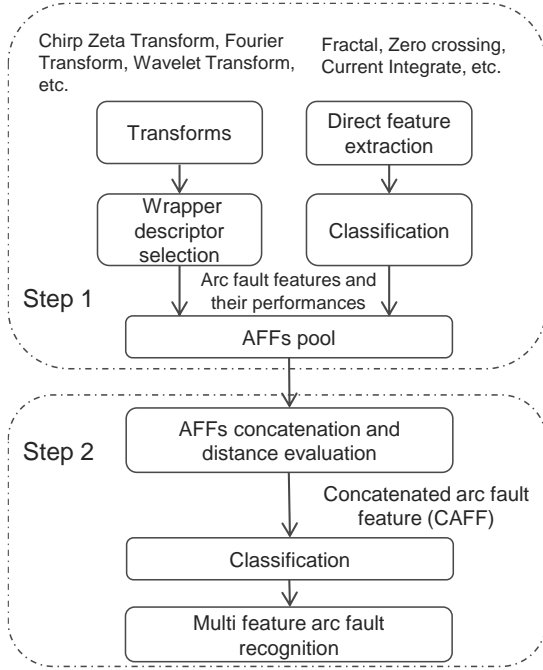 Chirp Zeta Transform, Fourier
Transform, Wavelet Transform,
etc.
Fractal, Zero crossing,
Current Integrate, etc.
Transforms
Direct feature
extraction
Wrapper
descriptor
selection
Classification
Arc fault features and
their performances
Step 1
AFFs pool
Step 2
AFFs concatenation and
distance evaluation
Concatenated arc fault
feature (CAFF)
Classification
Multi feature arc fault
recognition